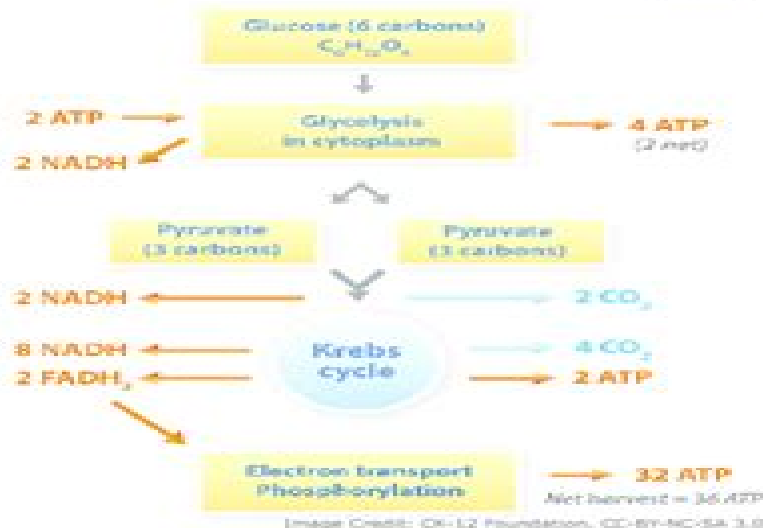 Glucose (6 carbons)
C₆H₁₂O₆
2 ATP
Glycolysis
in cytoplasm
4 ATP
(2 net)
2 NADH
Pyruvate
(3 carbons)
Pyruvate
(3 carbons)
2 NADH
2 CO₂
8 NADH
Krebs
cycle
4 CO₂
2 FADH₂
2 ATP
Electron transport
Phosphorylation
32 ATP
Net harvest = 36 ATP
Image Credit: CK-12 Foundation, CC-BY-NC-SA 3.0